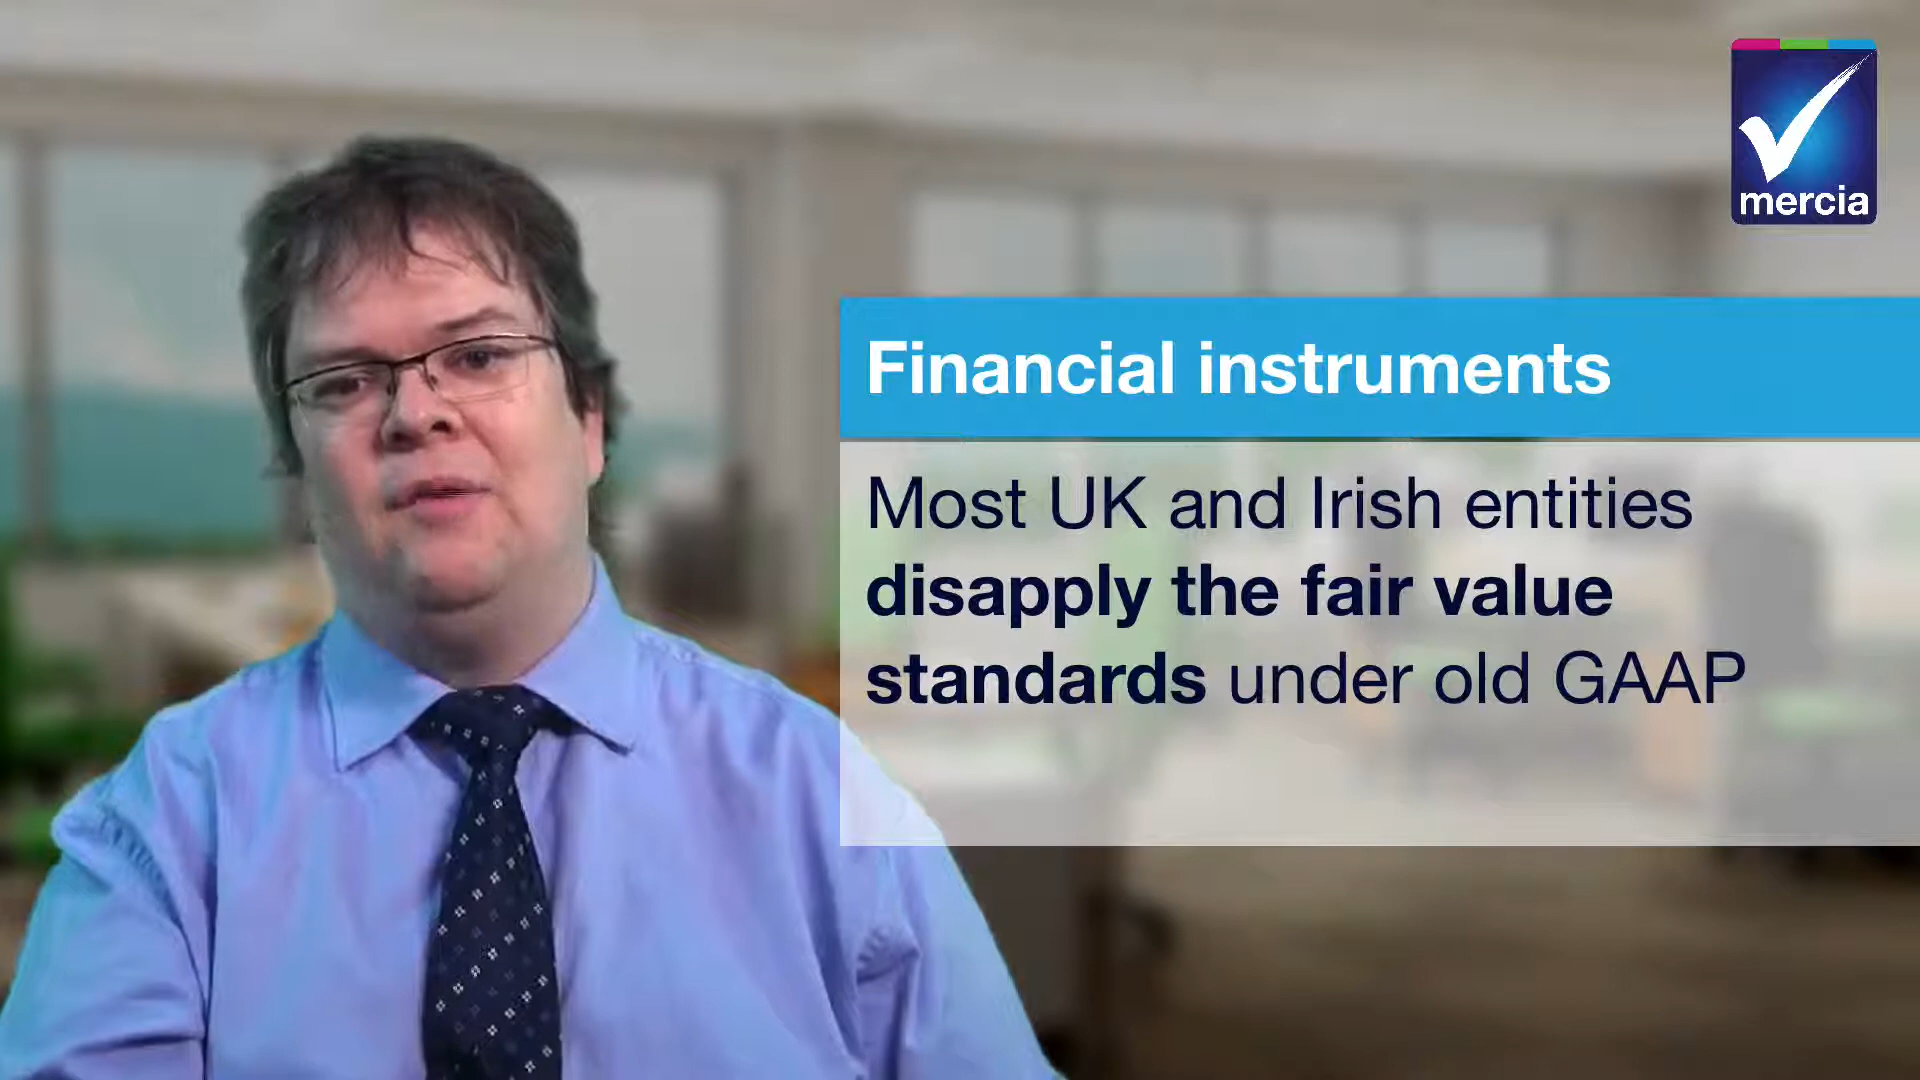 mercia
Financial instruments
Most UK and Irish entities
disapply the fair value
standards under old GAAP